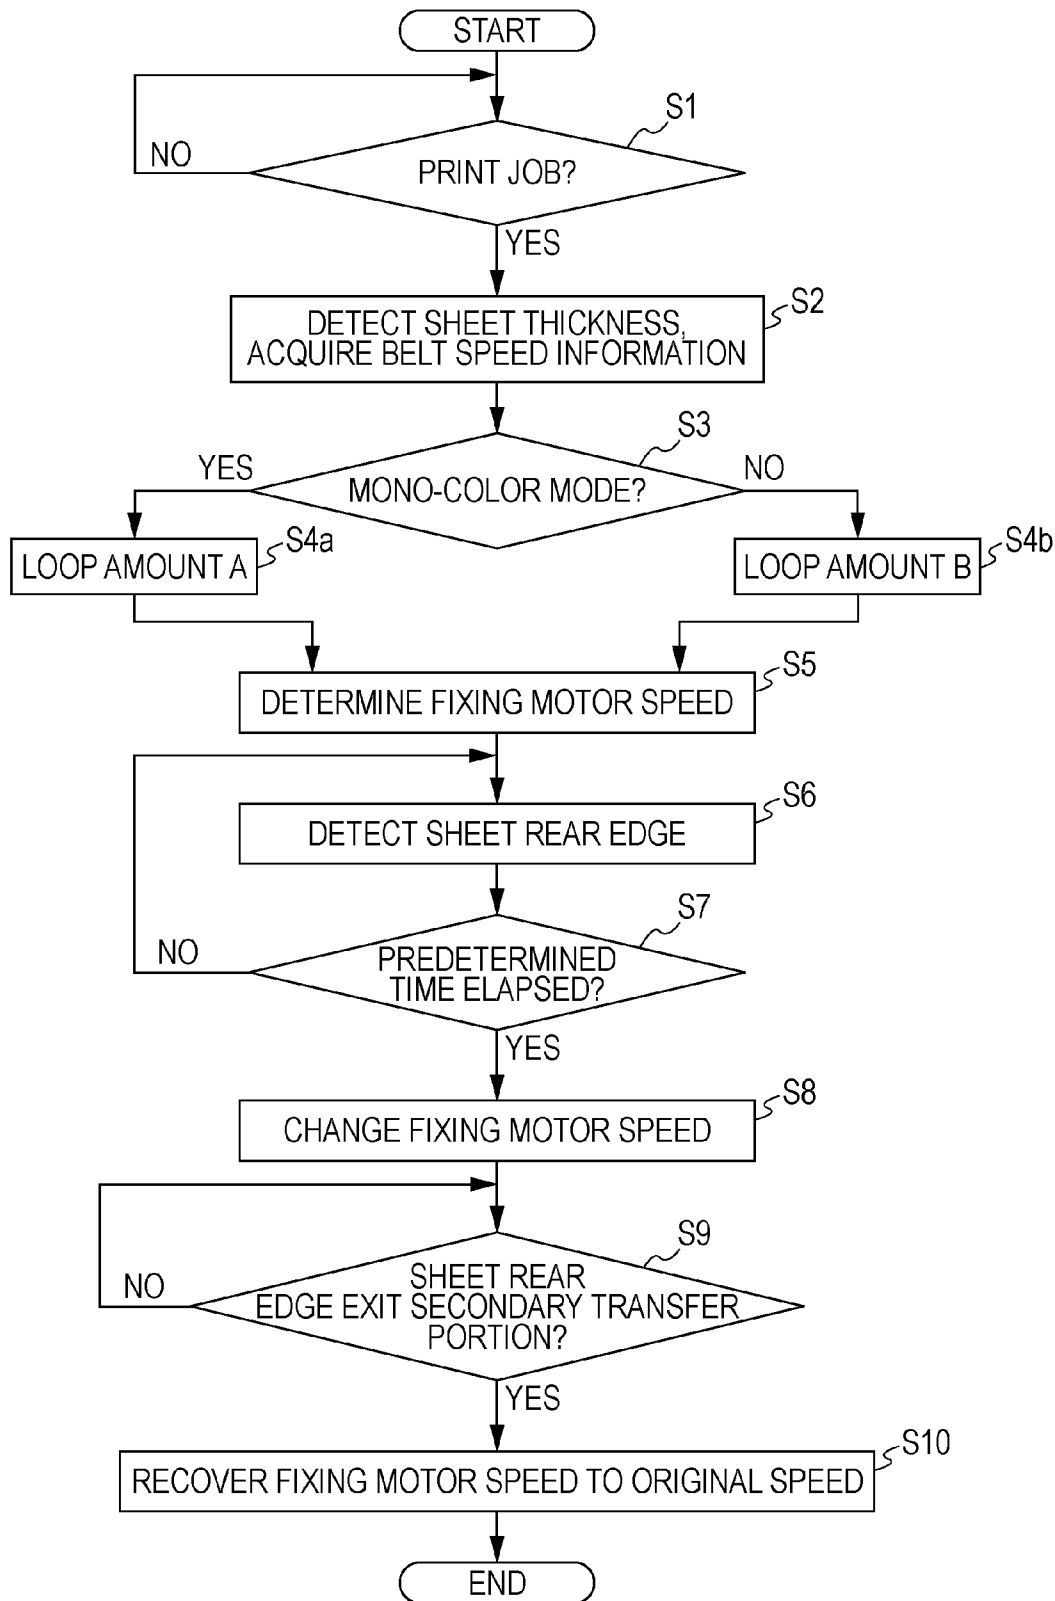 START
S1
NO
PRINT JOB?
YES
S2
DETECT SHEET THICKNESS,
ACQUIRE BELT SPEED INFORMATION
S3
YES
NO
MONO-COLOR MODE?
S4a
LOOP AMOUNT A
S4b
LOOP AMOUNT B
S5
DETERMINE FIXING MOTOR SPEED
S6
DETECT SHEET REAR EDGE
S7
NO
PREDETERMINED
TIME ELAPSED?
YES
S8
CHANGE FIXING MOTOR SPEED
S9
NO
SHEET REAR
EDGE EXIT SECONDARY TRANSFER
PORTION?
YES
S10
RECOVER FIXING MOTOR SPEED TO ORIGINAL SPEED
END